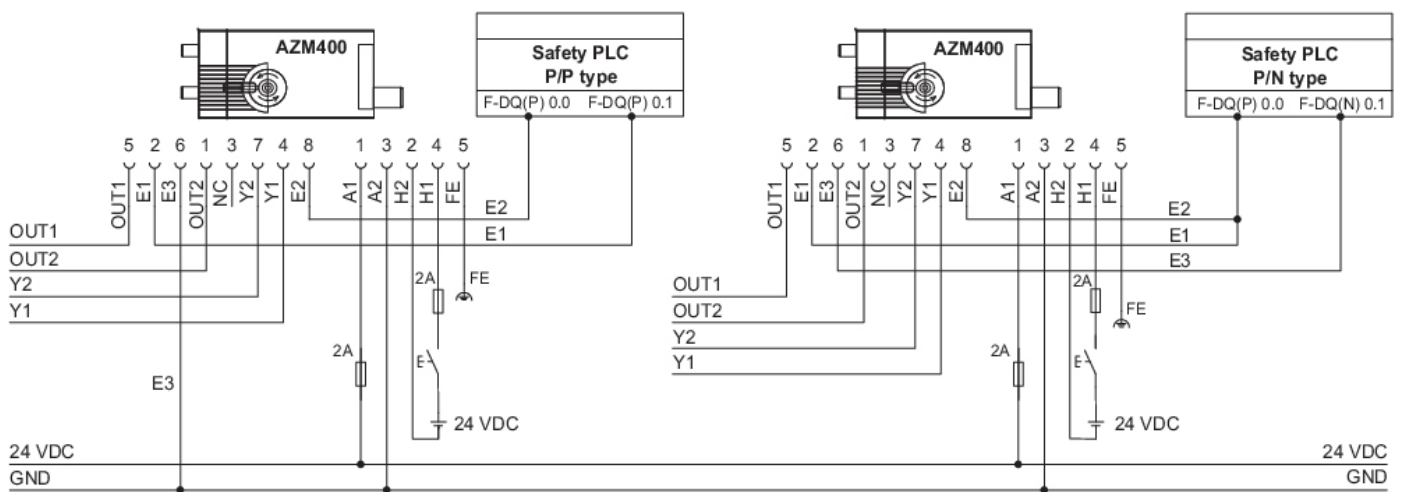 AZM400
Safety PLC
P/P type
F-DQ(P) 0.0 F-DQ(P) 0.1
5 2 6 1 3 7 4 8 1 3 2 4 5
OUT1 E1 E3 OUT2 NC Y2 Y1 E2 A1 A2 H2 H1 FE
E2
E1
OUT1
OUT2
Y2
Y1
2A
FE
2A
E3
24 VDC
AZM400
Safety PLC
P/N type
F-DQ(P) 0.0 F-DQ(N) 0.1
5 2 6 1 3 7 4 8 1 3 2 4 5
OUT1 E1 E3 OUT2 NC Y2 Y1 E2 A1 A2 H2 H1 FE
E2
E1
E3
OUT1
OUT2
Y2
Y1
2A
FE
2A
24 VDC
24 VDC 24 VDC
GND GND